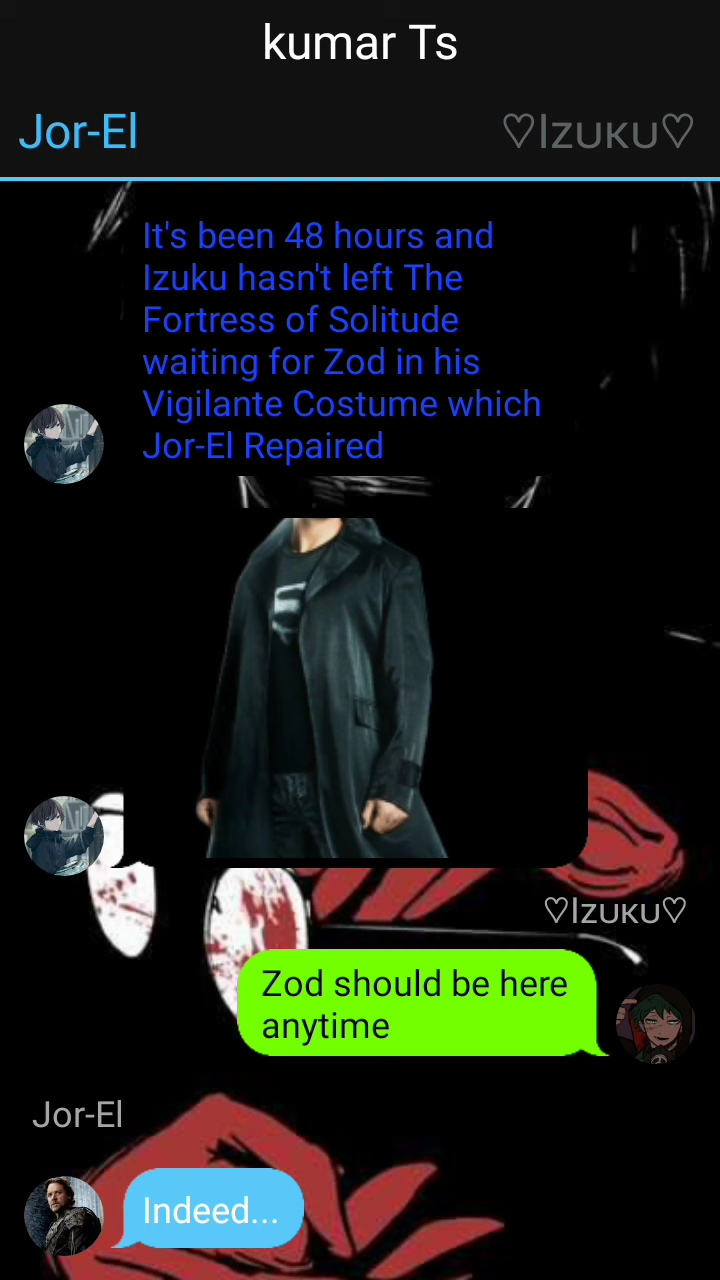 kumar Ts
Jor-El
♡Izuku♡
It's been 48 hours and
Izuku hasn't left The
Fortress of Solitude
waiting for Zod in his
Vigilante Costume which
Jor-El Repaired
♡Izuku♡
Zod should be here
anytime
Jor-El
Indeed...